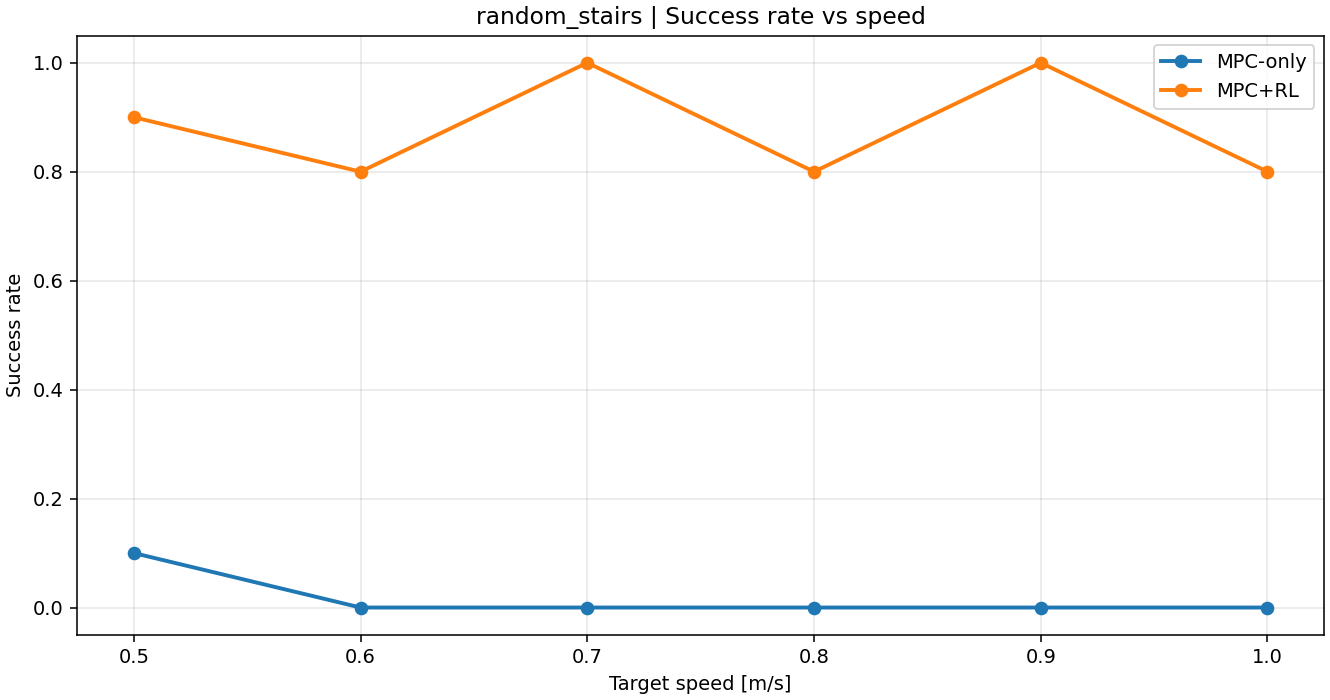 random_stairs | Success rate vs speed
MPC-only
MPC+RL
Success rate
1.0
0.8
0.6
0.4
0.2
0.0
0.5 0.6 0.7 0.8 0.9 1.0
Target speed [m/s]